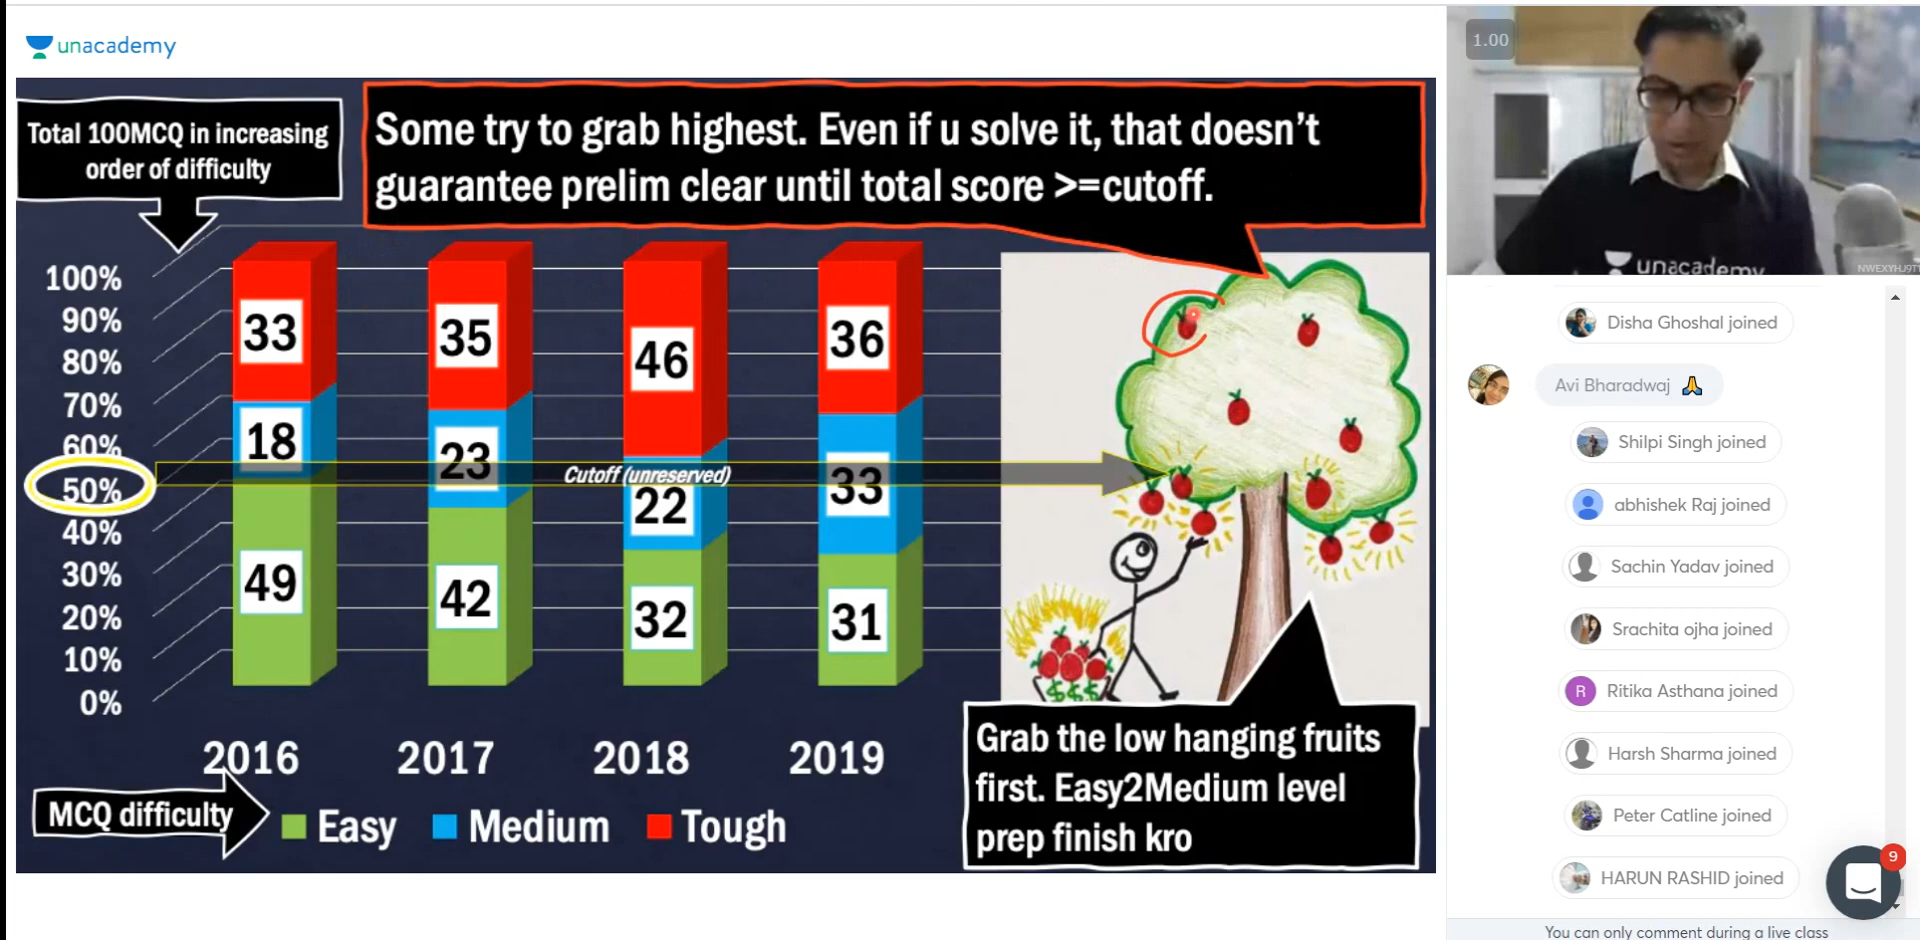 unacademy
Total 100MCQ in increasing
order of difficulty
Some try to grab highest. Even if u solve it, that doesn't
guarantee prelim clear until total score >=cutoff.
100%
90%
80%
70%
60%
50%
40%
30%
20%
10%
0%
33
35
46
36
18
23
22
33
49
42
32
31
Cutoff (unreserved)
2016
2017
2018
2019
MCQ difficulty
Easy
Medium
Tough
$$$
Grab the low hanging fruits
first. Easy2Medium level
prep finish kro
1.00
unacademy
Disha Ghoshal joined
Avi Bharadwaj 🙏
Shilpi Singh joined
abhishek Raj joined
Sachin Yadav joined
Srachita ojha joined
R
Ritika Asthana joined
Harsh Sharma joined
Peter Catline joined
HARUN RASHID joined
9
You can only comment during a live class